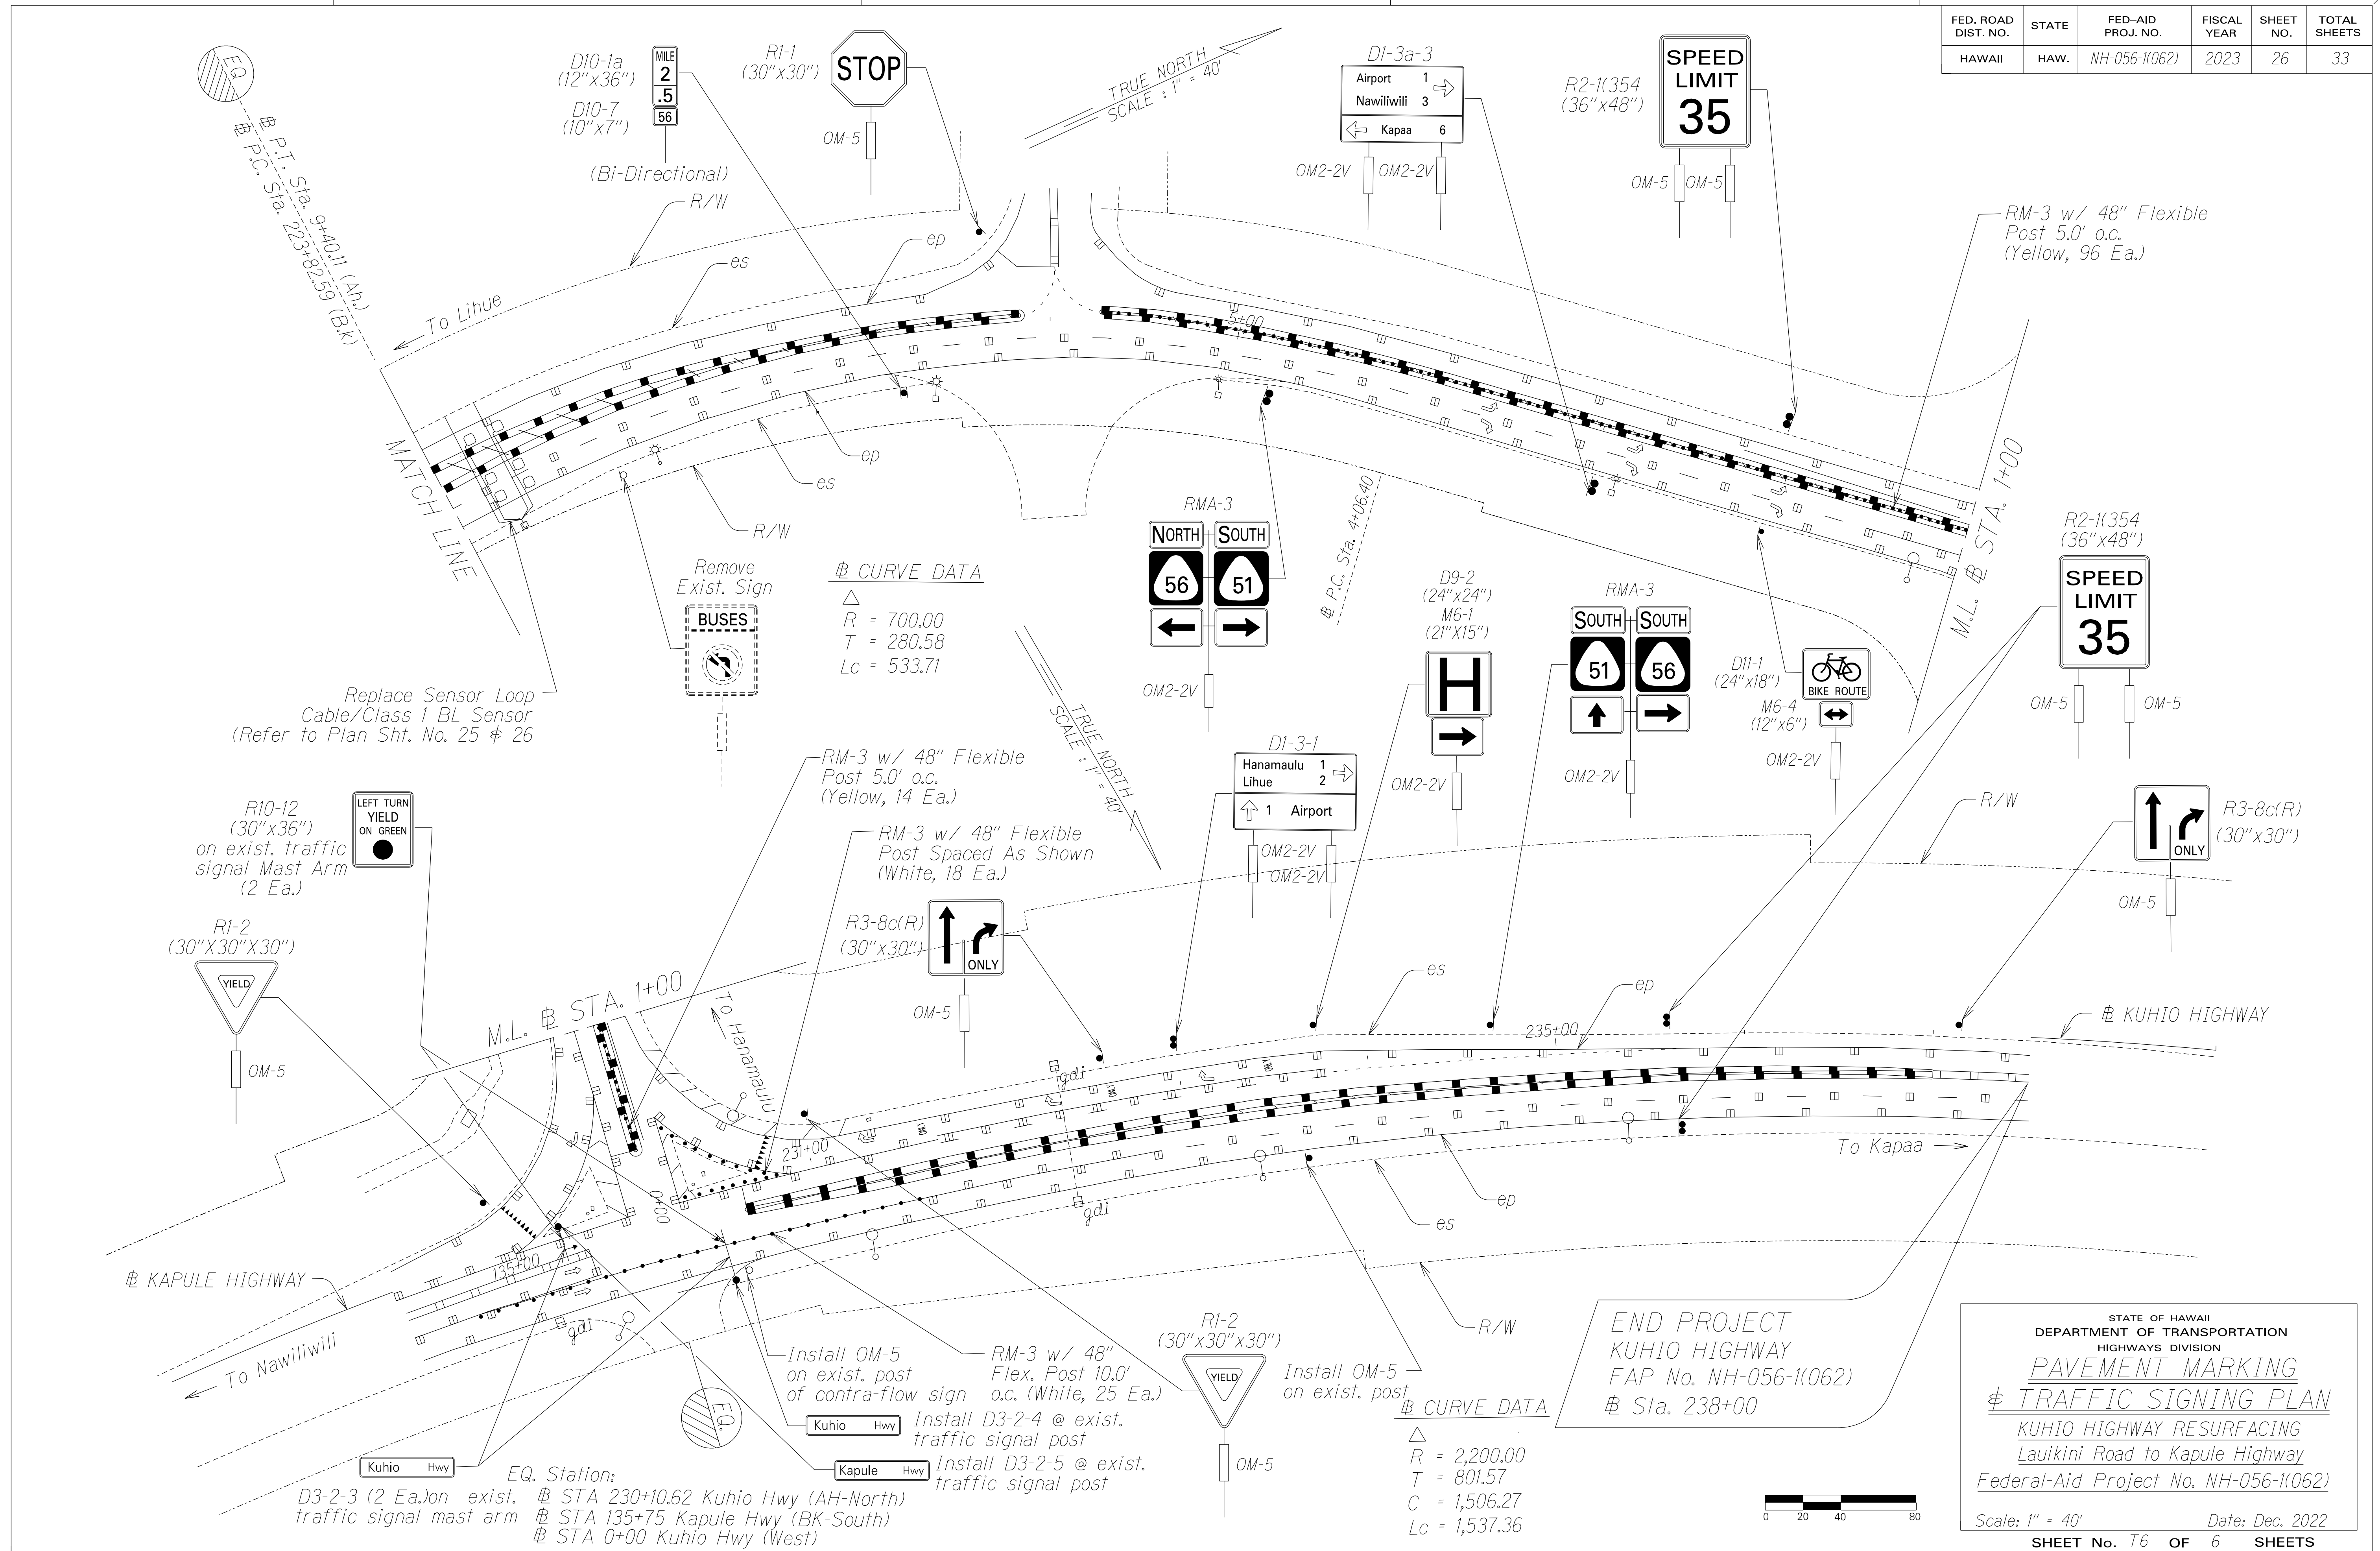 FED. ROAD DIST. NO.
STATE
FED-AID PROJ. NO.
FISCAL YEAR
SHEET NO.
TOTAL SHEETS
HAWAII
HAW.
NH-056-1(062)
2023
26
33
EQ
℄ P.T. Sta. 9+40.11 (Ah.)
℄ P.C. Sta. 223+82.59 (B.k)
D10-1a
(12"x36")
D10-7
(10"x7")
MILE
2
.5
56
(Bi-Directional)
R/W
R1-1
(30"x30")
STOP
OM-5
TRUE NORTH
SCALE : 1" = 40'
D1-3a-3
Airport 1
Nawiliwili 3
Kapaa 6
OM2-2V
OM2-2V
R2-1(354
(36"x48")
SPEED
LIMIT
35
OM-5
OM-5
RM-3 w/ 48" Flexible
Post 5.0' o.c.
(Yellow, 96 Ea.)
To Lihue
es
ep
5+00
MATCH LINE
ep
es
R/W
M.L. ℄ STA. 1+00
Remove
Exist. Sign
BUSES
℄ CURVE DATA
△
R = 700.00
T = 280.58
Lc = 533.71
RMA-3
NORTH
SOUTH
56
51
OM2-2V
℄ P.C. Sta. 4+06.40
D9-2
(24"x24")
M6-1
(21"X15")
H
OM2-2V
RMA-3
SOUTH
SOUTH
51
56
OM2-2V
D11-1
(24"x18")
M6-4
(12"x6")
BIKE ROUTE
OM2-2V
R2-1(354
(36"x48")
SPEED
LIMIT
35
OM-5
OM-5
Replace Sensor Loop
Cable/Class 1 BL Sensor
(Refer to Plan Sht. No. 25 & 26
TRUE NORTH
SCALE : 1" = 40'
RM-3 w/ 48" Flexible
Post 5.0' o.c.
(Yellow, 14 Ea.)
D1-3-1
Hanamaulu 1
Lihue 2
1 Airport
OM2-2V
OM2-2V
R10-12
(30"x36")
on exist. traffic
signal Mast Arm
(2 Ea.)
LEFT TURN
YIELD
ON GREEN
RM-3 w/ 48" Flexible
Post Spaced As Shown
(White, 18 Ea.)
R/W
R3-8c(R)
(30"x30")
ONLY
OM-5
R3-8c(R)
(30"x30")
ONLY
OM-5
R1-2
(30"X30"X30")
YIELD
OM-5
M.L. ℄ STA. 1+00
To Hanamaulu
es
ep
235+00
℄ KUHIO HIGHWAY
gdi
ONLY
ONLY
ONLY
231+00
0+00
gdi
To Kapaa
ep
es
135+00
℄ KAPULE HIGHWAY
gdi
To Nawiliwili
R/W
Install OM-5
on exist. post
of contra-flow sign
RM-3 w/ 48"
Flex. Post 10.0'
o.c. (White, 25 Ea.)
R1-2
(30"x30"x30")
YIELD
OM-5
Install OM-5
on exist. post
END PROJECT
KUHIO HIGHWAY
FAP No. NH-056-1(062)
℄ Sta. 238+00
EQ.
Kuhio Hwy
Install D3-2-4 @ exist.
traffic signal post
Kapule Hwy
Install D3-2-5 @ exist.
traffic signal post
Kuhio Hwy
D3-2-3 (2 Ea.)on exist.
traffic signal mast arm
EQ. Station:
℄ STA 230+10.62 Kuhio Hwy (AH-North)
℄ STA 135+75 Kapule Hwy (BK-South)
℄ STA 0+00 Kuhio Hwy (West)
℄ CURVE DATA
△
R = 2,200.00
T = 801.57
C = 1,506.27
Lc = 1,537.36
0 20 40 80
STATE OF HAWAII
DEPARTMENT OF TRANSPORTATION
HIGHWAYS DIVISION
PAVEMENT MARKING
& TRAFFIC SIGNING PLAN
KUHIO HIGHWAY RESURFACING
Lauikini Road to Kapule Highway
Federal-Aid Project No. NH-056-1(062)
Scale: 1" = 40'
Date: Dec. 2022
SHEET No. T6 OF 6 SHEETS